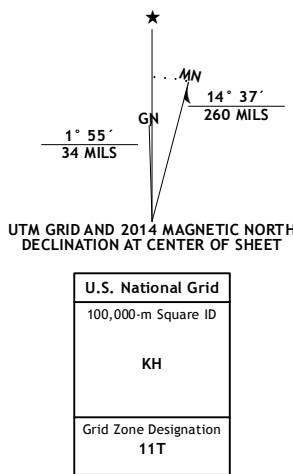 MN
GN
14° 37´
260 MILS
1° 55´
34 MILS
UTM GRID AND 2014 MAGNETIC NORTH
DECLINATION AT CENTER OF SHEET
U.S. National Grid
100,000-m Square ID
KH
Grid Zone Designation
11T